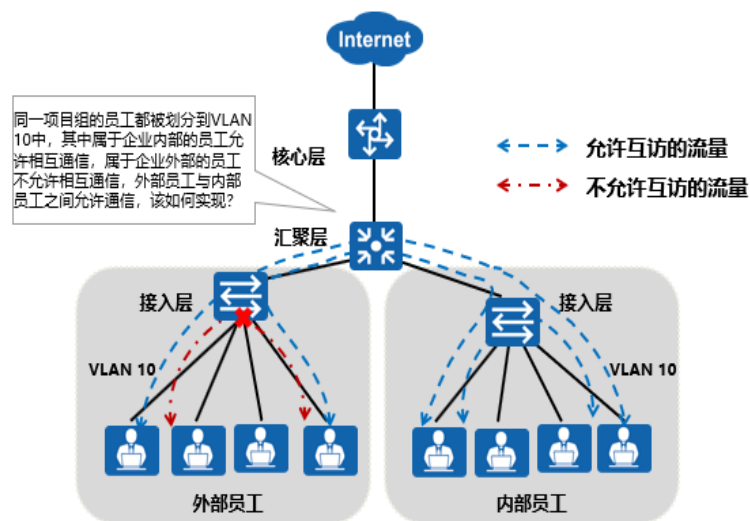 Internet
同一项目组的员工都被划分到VLAN
10中，其中属于企业内部的员工允
许相互通信，属于企业外部的员工
不允许相互通信，外部员工与内部
员工之间允许通信，该如何实现？
核心层
允许互访的流量
不允许互访的流量
汇聚层
接入层
接入层
VLAN 10
VLAN 10
外部员工
内部员工